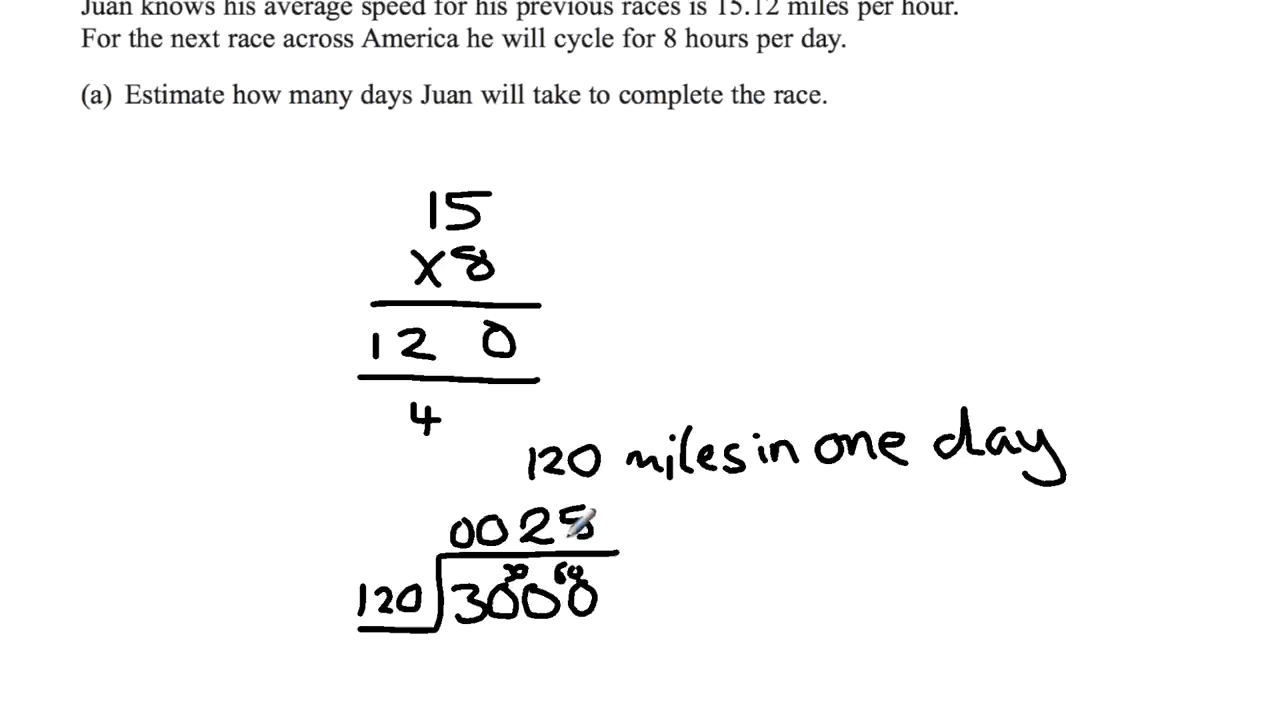 Juan knows his average speed for his previous races is 15.12 miles per hour.
For the next race across America he will cycle for 8 hours per day.
(a) Estimate how many days Juan will take to complete the race.
15
x8
12 0
4
120 miles in one day
0025
120 3000